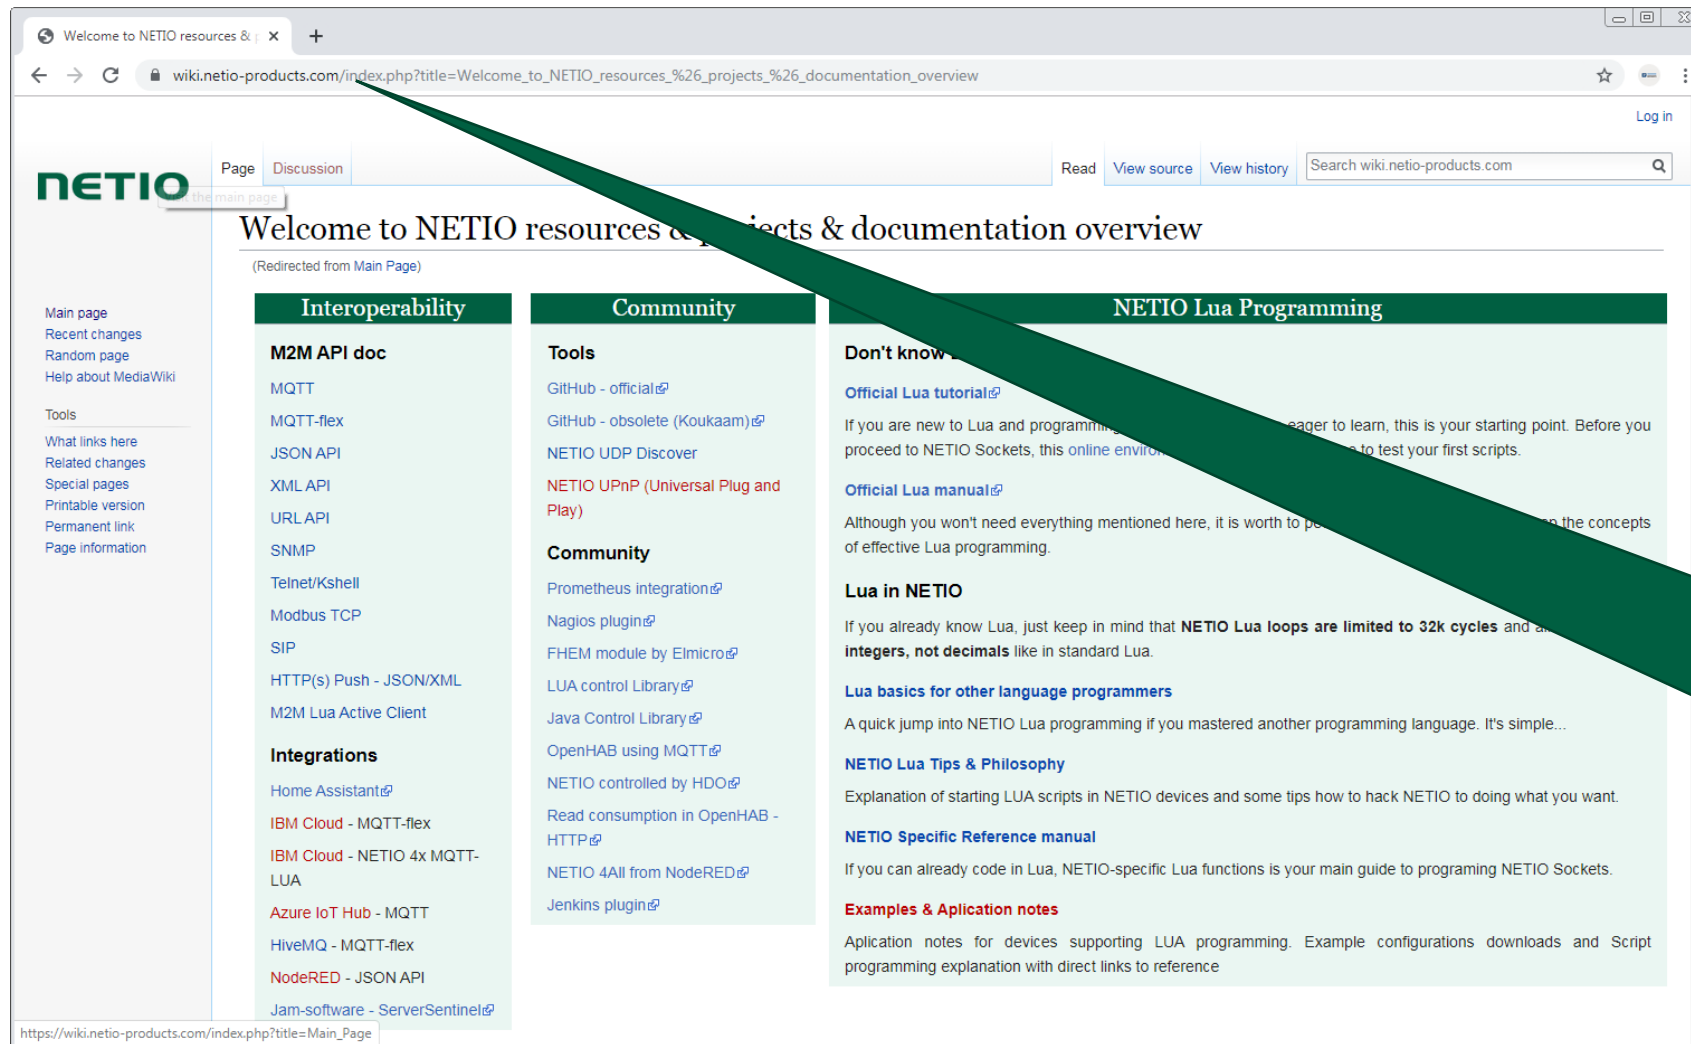 Welcome to NETIO resources &
wiki.netio-products.com/index.php?title=Welcome_to_NETIO_resources_%26_projects_%26_documentation_overview
Log in
NETIO
Page Discussion
Read View source View history Search wiki.netio-products.com
the main page
Welcome to NETIO resources & projects & documentation overview
(Redirected from Main Page)
Main page
Recent changes
Random page
Help about MediaWiki
Tools
What links here
Related changes
Special pages
Printable version
Permanent link
Page information
Interoperability
M2M API doc
MQTT
MQTT-flex
JSON API
XML API
URL API
SNMP
Telnet/Kshell
Modbus TCP
SIP
HTTP(s) Push - JSON/XML
M2M Lua Active Client
Integrations
Home Assistant
IBM Cloud - MQTT-flex
IBM Cloud - NETIO 4x MQTT-
LUA
Azure IoT Hub - MQTT
HiveMQ - MQTT-flex
NodeRED - JSON API
Jam-software - ServerSentinel
Community
Tools
GitHub - official
GitHub - obsolete (Koukaam)
NETIO UDP Discover
NETIO UPnP (Universal Plug and
Play)
Community
Prometheus integration
Nagios plugin
FHEM module by Elmicro
LUA control Library
Java Control Library
OpenHAB using MQTT
NETIO controlled by HDO
Read consumption in OpenHAB -
HTTP
NETIO 4All from NodeRED
Jenkins plugin
NETIO Lua Programming
Don't know
Official Lua tutorial
If you are new to Lua and programming eager to learn, this is your starting point. Before you
proceed to NETIO Sockets, this online to test your first scripts.
Official Lua manual
Although you won't need everything mentioned here, it is worth to the concepts
of effective Lua programming.
Lua in NETIO
If you already know Lua, just keep in mind that NETIO Lua loops are limited to 32k cycles and
integers, not decimals like in standard Lua.
Lua basics for other language programmers
A quick jump into NETIO Lua programming if you mastered another programming language. It's simple...
NETIO Lua Tips & Philosophy
Explanation of starting LUA scripts in NETIO devices and some tips how to hack NETIO to doing what you want.
NETIO Specific Reference manual
If you can already code in Lua, NETIO-specific Lua functions is your main guide to programing NETIO Sockets.
Examples & Aplication notes
Aplication notes for devices supporting LUA programming. Example configurations downloads and Script
programming explanation with direct links to reference
https://wiki.netio-products.com/index.php?title=Main_Page